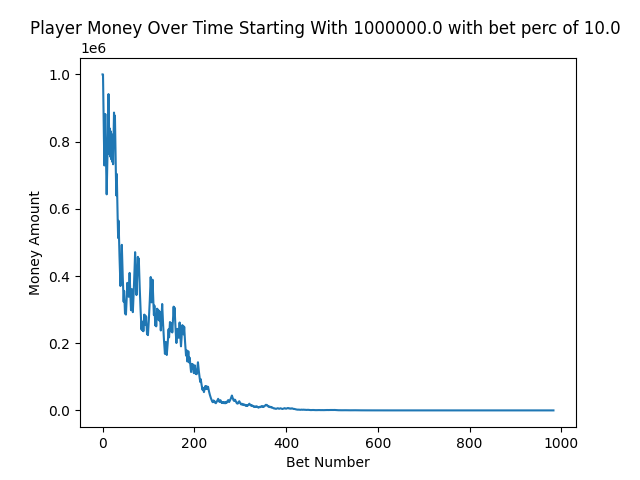 Player Money Over Time Starting With 1000000.0 with bet perc of 10.0
1e6
1.0
0.8
0.6
0.4
0.2
0.0
Money Amount
0 200 400 600 800 1000
Bet Number